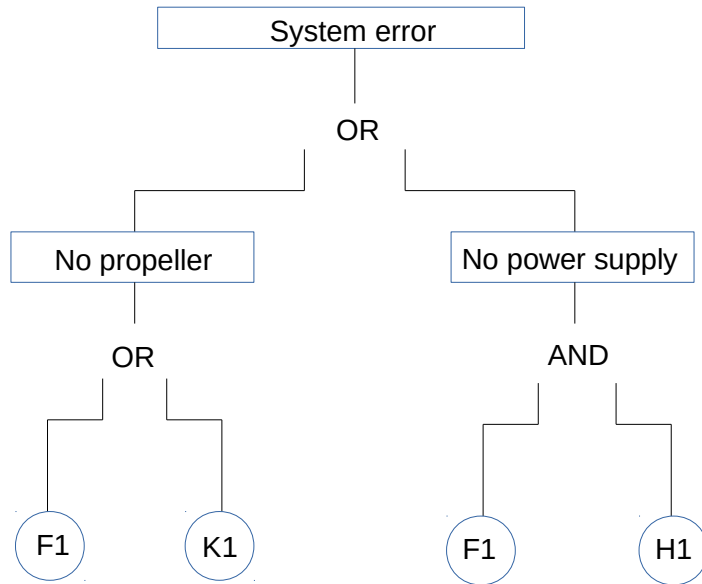 System error
OR
No propeller
No power supply
OR
AND
F1
K1
F1
H1